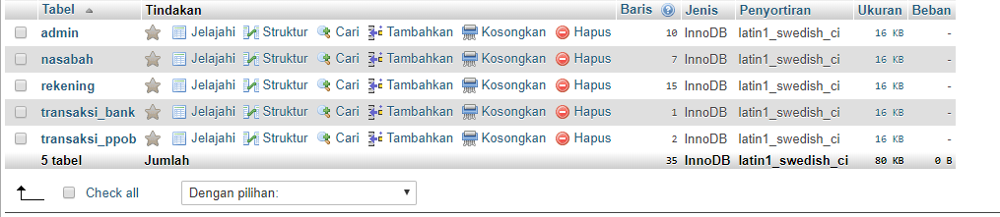 Tabel Tindakan Baris Jenis Penyortiran Ukuran Beban
admin Jelajahi Struktur Cari Tambahkan Kosongkan Hapus 10 InnoDB latin1_swedish_ci 16 KB -
nasabah Jelajahi Struktur Cari Tambahkan Kosongkan Hapus 7 InnoDB latin1_swedish_ci 16 KB -
rekening Jelajahi Struktur Cari Tambahkan Kosongkan Hapus 15 InnoDB latin1_swedish_ci 16 KB -
transaksi_bank Jelajahi Struktur Cari Tambahkan Kosongkan Hapus 1 InnoDB latin1_swedish_ci 16 KB -
transaksi_ppob Jelajahi Struktur Cari Tambahkan Kosongkan Hapus 2 InnoDB latin1_swedish_ci 16 KB -
5 tabel Jumlah 35 InnoDB latin1_swedish_ci 80 KB 0 B
Check all Dengan pilihan: